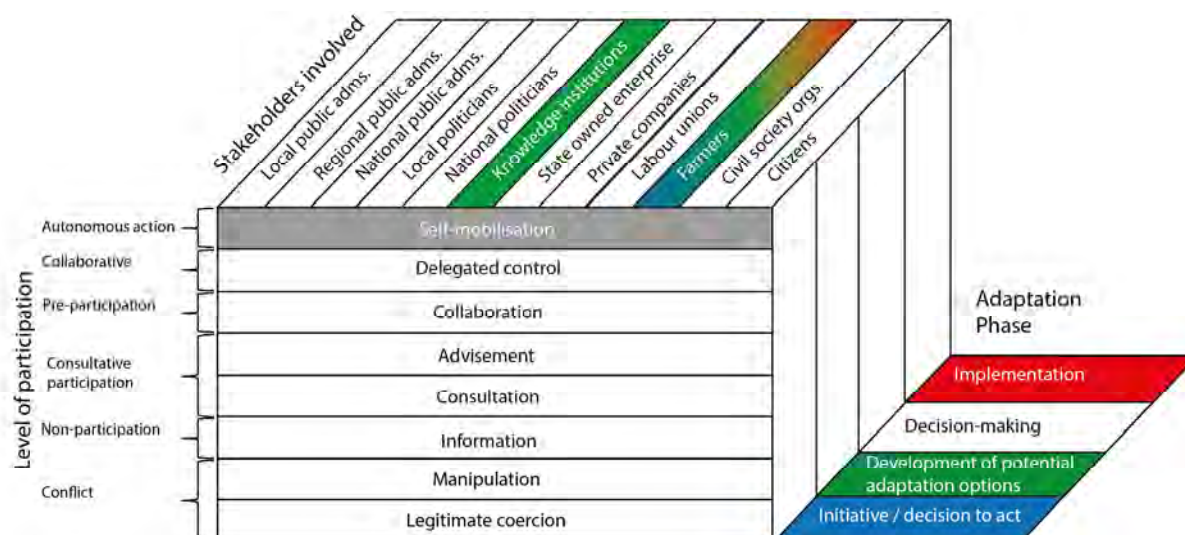 Stakeholders involved
Local public adms.
Regional public adms.
National public adms.
Local politicians
National politicians
Knowledge institutions
State owned enterprise
Private companies
Labour unions
Farmers
Civil society orgs.
Citizens
Level of participation
Autonomous action
Self-mobilisation
Collaborative
Delegated control
Pre-participation
Collaboration
Consultative
participation
Advisement
Consultation
Non-participation
Information
Conflict
Manipulation
Legitimate coercion
Adaptation
Phase
Implementation
Decision-making
Development of potential
adaptation options
Initiative / decision to act